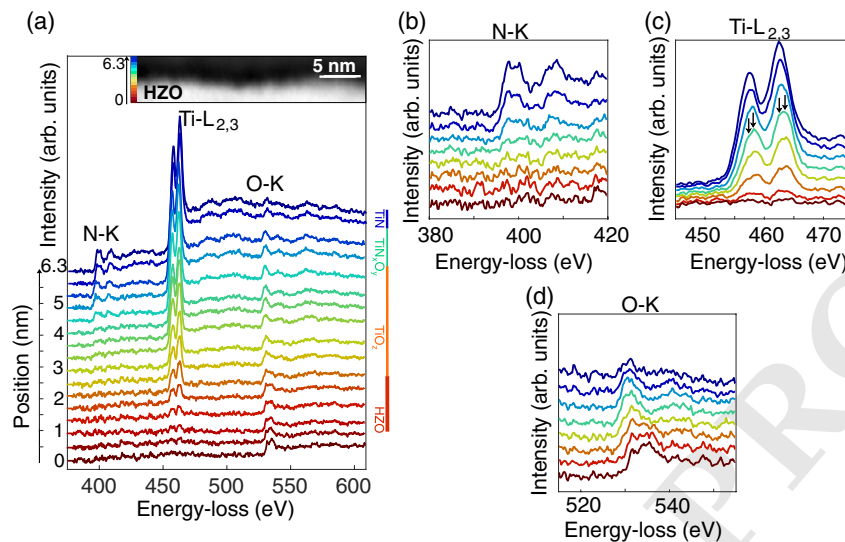 (a)
6.3
0
HZO
5 nm
Intensity (arb. units)
Ti-L2,3
O-K
N-K
6.3
5
4
3
2
1
0
Position (nm)
TiN
TiNxOy
TiOz
HZO
400 450 500 550 600
Energy-loss (eV)
(b)
N-K
Intensity (arb. units)
380 400 420
Energy-loss (eV)
(c)
Ti-L2,3
Intensity (arb. units)
450 460 470
Energy-loss (eV)
(d)
O-K
Intensity (arb. units)
520 540
Energy-loss (eV)
PRO